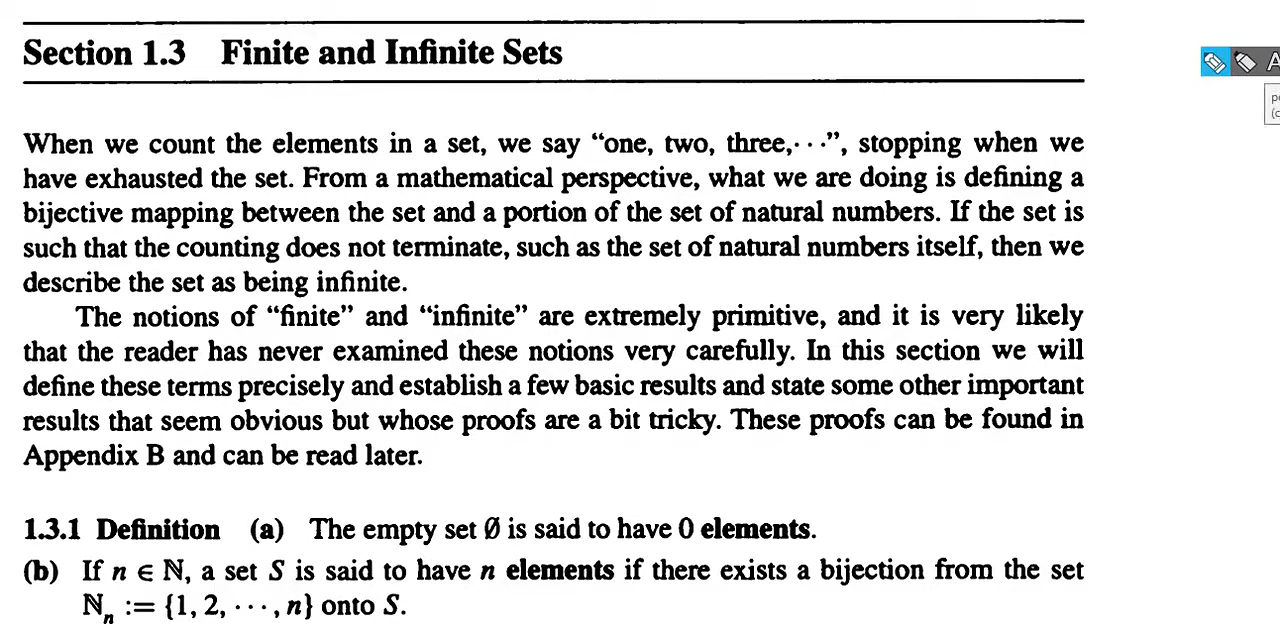 Section 1.3 Finite and Infinite Sets
When we count the elements in a set, we say “one, two, three,· · ·”, stopping when we
have exhausted the set. From a mathematical perspective, what we are doing is defining a
bijective mapping between the set and a portion of the set of natural numbers. If the set is
such that the counting does not terminate, such as the set of natural numbers itself, then we
describe the set as being infinite.
The notions of “finite” and “infinite” are extremely primitive, and it is very likely
that the reader has never examined these notions very carefully. In this section we will
define these terms precisely and establish a few basic results and state some other important
results that seem obvious but whose proofs are a bit tricky. These proofs can be found in
Appendix B and can be read later.
1.3.1 Definition (a) The empty set ∅ is said to have 0 elements.
(b) If n ∈ ℕ, a set S is said to have n elements if there exists a bijection from the set
ℕₙ := {1, 2, · · · , n} onto S.